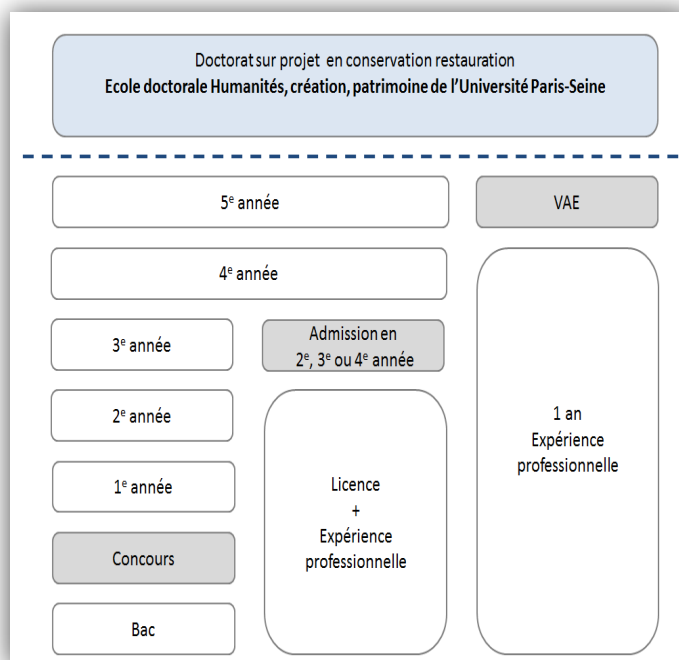 Doctorat sur projet en conservation restauration
Ecole doctorale Humanités, création, patrimoine de l'Université Paris-Seine
5e année
VAE
4e année
3e année
Admission en
2e, 3e ou 4e année
2e année
1e année
Concours
Bac
Licence
+
Expérience
professionnelle
1 an
Expérience
professionnelle